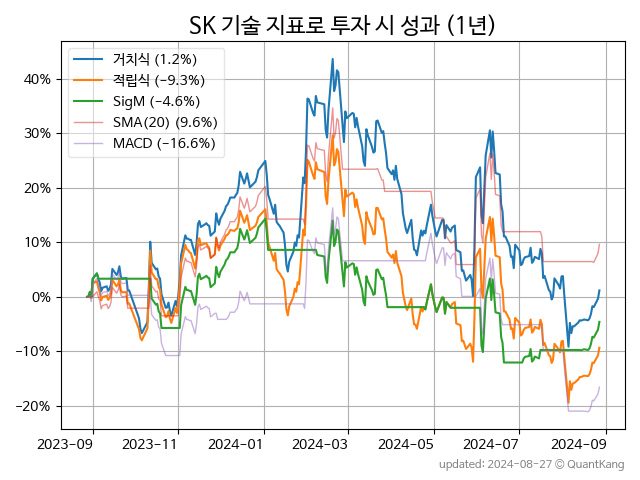 SK 기술 지표로 투자 시 성과 (1년)
거치식 (1.2%)
적립식 (−9.3%)
SigM (−4.6%)
SMA(20) (9.6%)
MACD (−16.6%)
40%
30%
20%
10%
0%
−10%
−20%
2023-09 2023-11 2024-01 2024-03 2024-05 2024-07 2024-09
updated: 2024-08-27 © QuantKang